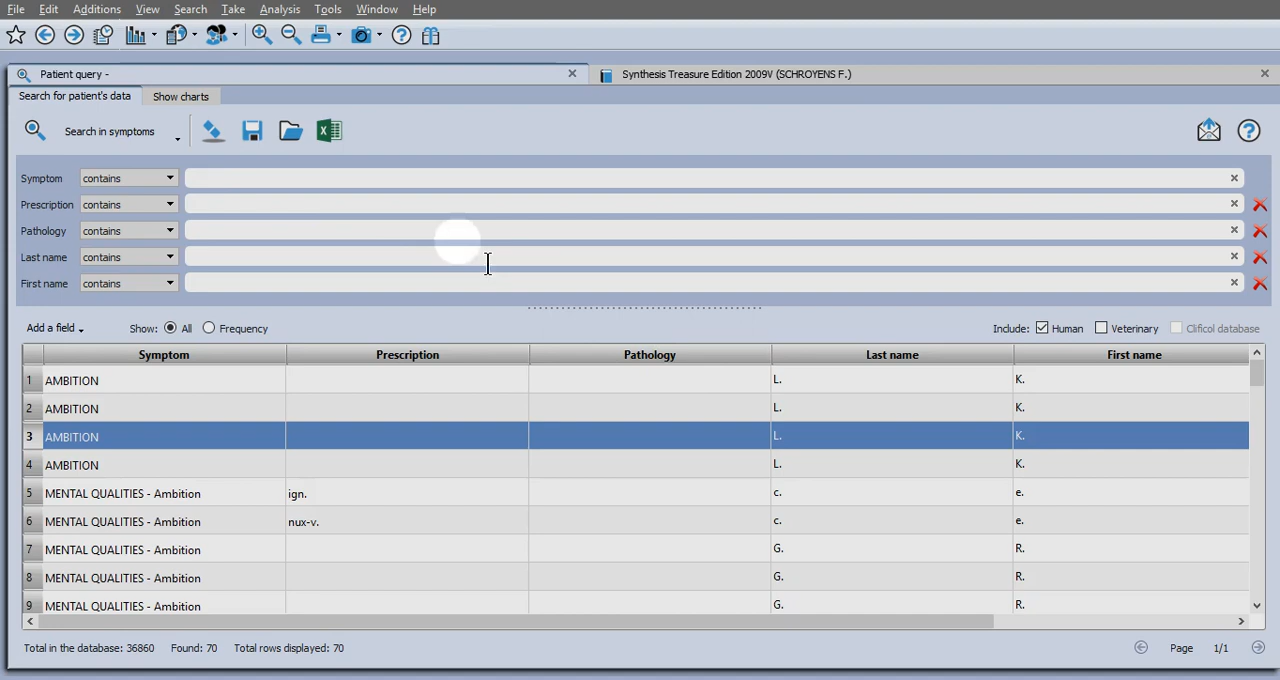 File Edit Additions View Search Take Analysis Tools Window Help
Patient query - Synthesis Treasure Edition 2009V (SCHROYENS F.)
Search for patient's data Show charts
Search in symptoms
Symptom contains
Prescription contains
Pathology contains
Last name contains
First name contains
Add a field Show: All Frequency Include: Human Veterinary Clificol database
Symptom Prescription Pathology Last name First name
1 AMBITION L. K.
2 AMBITION L. K.
3 AMBITION L. K.
4 AMBITION L. K.
5 MENTAL QUALITIES - Ambition ign. c. e.
6 MENTAL QUALITIES - Ambition nux-v. c. e.
7 MENTAL QUALITIES - Ambition G. R.
8 MENTAL QUALITIES - Ambition G. R.
9 MENTAL QUALITIES - Ambition G. R.
Total in the database: 36860 Found: 70 Total rows displayed: 70 Page 1/1